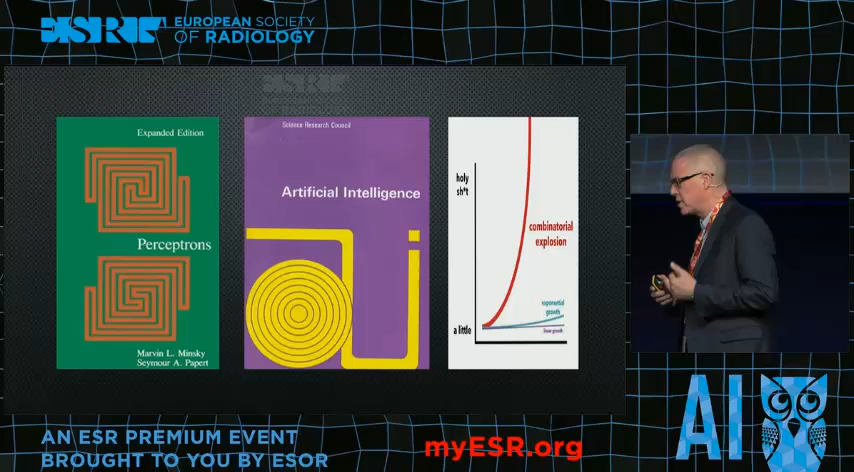 ESR
EUROPEAN SOCIETY
OF RADIOLOGY
Expanded Edition
Perceptrons
Marvin L. Minsky
Seymour A. Papert
Science Research Council
Artificial Intelligence
holy
sh*t
combinatorial
explosion
exponential
growth
linear growth
a little
AN ESR PREMIUM EVENT
BROUGHT TO YOU BY ESOR
myESR.org
AI